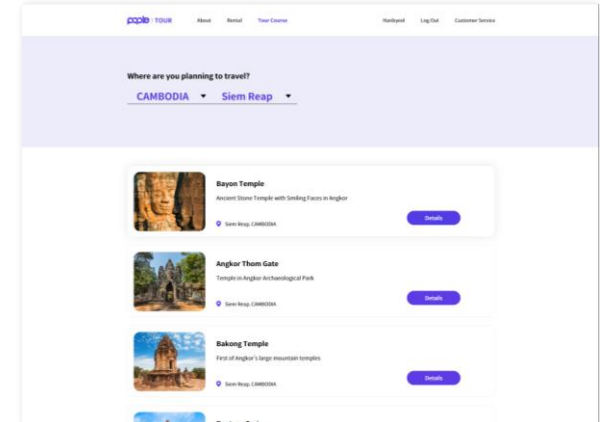 TOUR About Rental Tour Course Log Out Customer Service
Where are you planning to travel?
CAMBODIA Siem Reap
Bayon Temple
Ancient Stone Temple with Smiling Faces in Angkor
Siem Reap, CAMBODIA
Details
Angkor Thom Gate
Temple in Angkor Archaeological Park
Siem Reap, CAMBODIA
Details
Bakong Temple
First of Angkor's large mountain temples
Siem Reap, CAMBODIA
Details